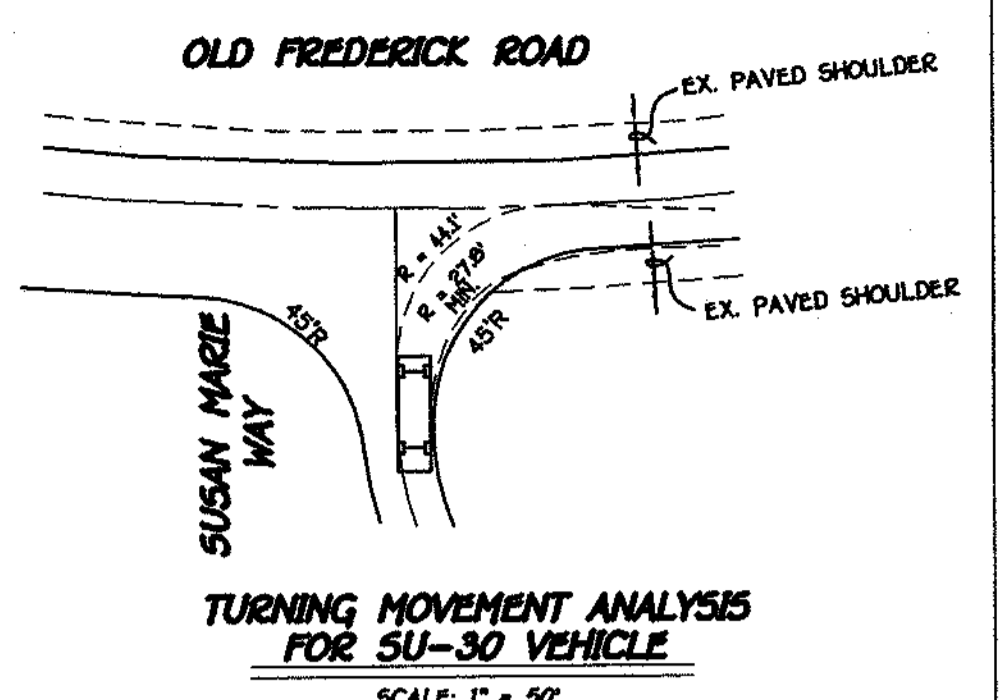 OLD FREDERICK ROAD
EX. PAVED SHOULDER
R = 44.1'
R = 27.8'
MIN.
45'R
45'R
EX. PAVED SHOULDER
SUSAN MARIE
WAY
TURNING MOVEMENT ANALYSIS
FOR SU-30 VEHICLE
SCALE: 1" = 50'